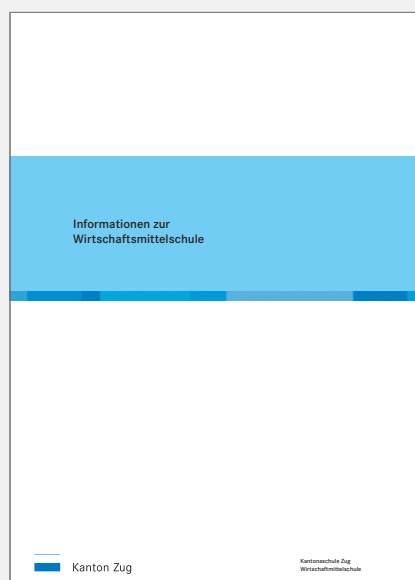 Informationen zur
Wirtschaftsmittelschule
Kanton Zug
Kantonsschule Zug
Wirtschaftmittelschule